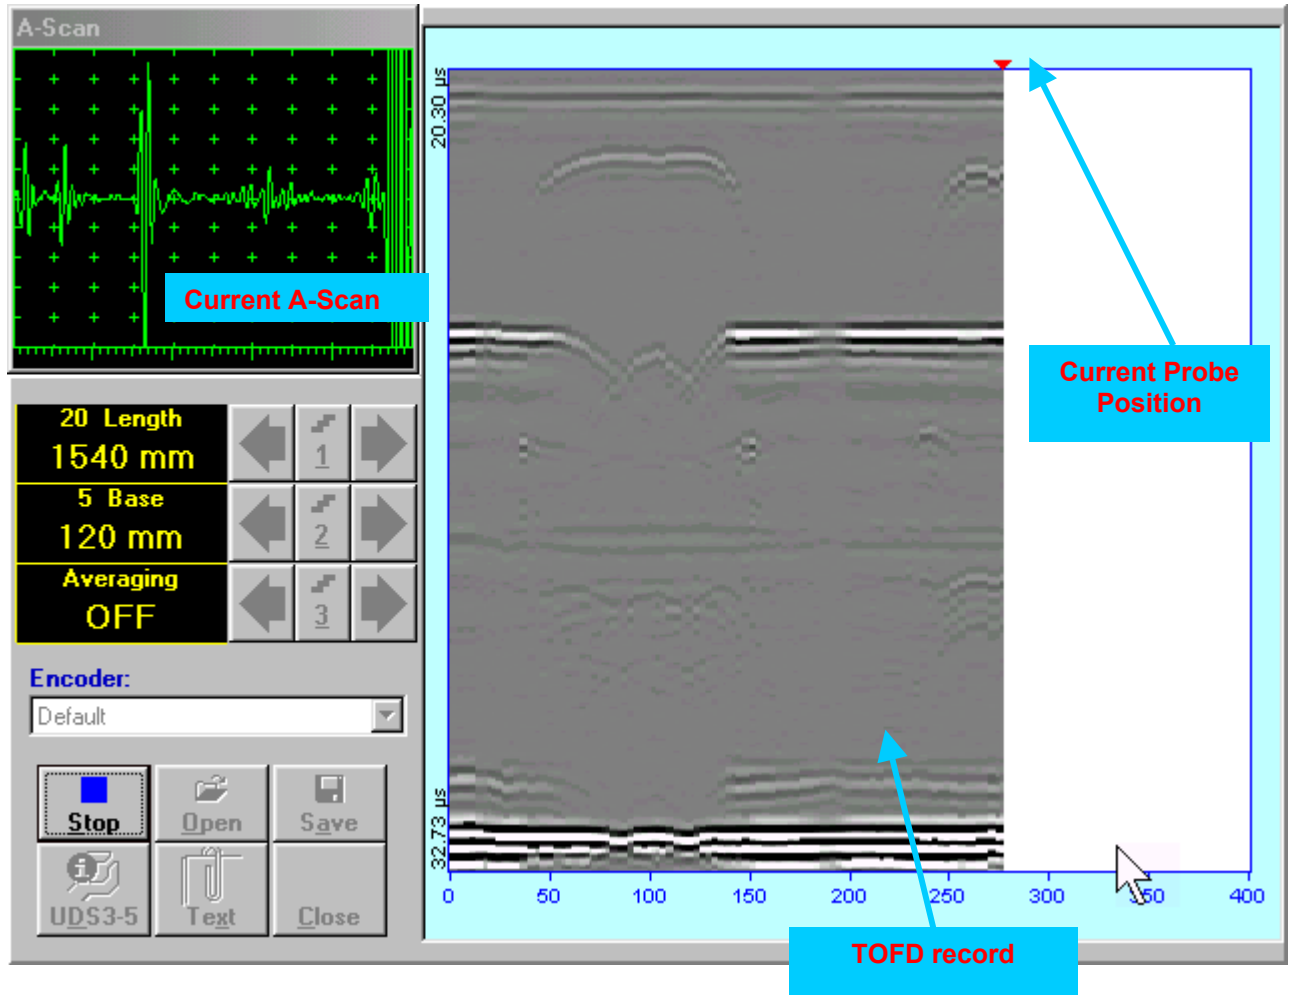 A-Scan
20.30 µs
Current A-Scan
Current Probe
Position
20 Length
1540 mm
1
5 Base
120 mm
2
Averaging
OFF
3
Encoder:
Default
Stop
Open
Save
UDS3-5
Text
Close
32.73 µs
0 50 100 150 200 250 300 400
TOFD record